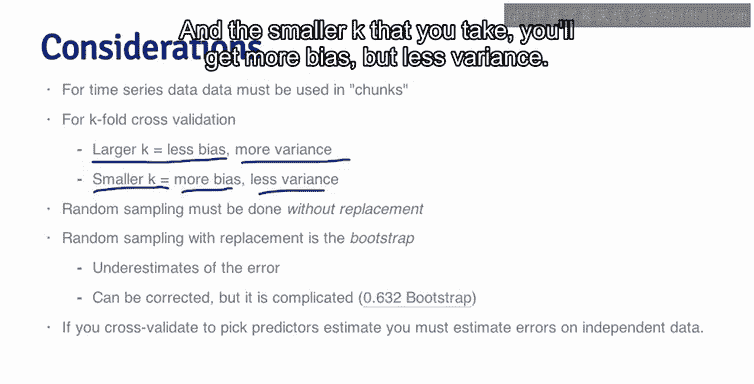 And the smaller k that you take, you'll
get more bias, but less variance.
Considerations
· For time series data data must be used in "chunks"
· For k-fold cross validation
- Larger k = less bias, more variance
- Smaller k = more bias, less variance
· Random sampling must be done without replacement
· Random sampling with replacement is the bootstrap
- Underestimates of the error
- Can be corrected, but it is complicated (0.632 Bootstrap)
· If you cross-validate to pick predictors estimate you must estimate errors on independent data.